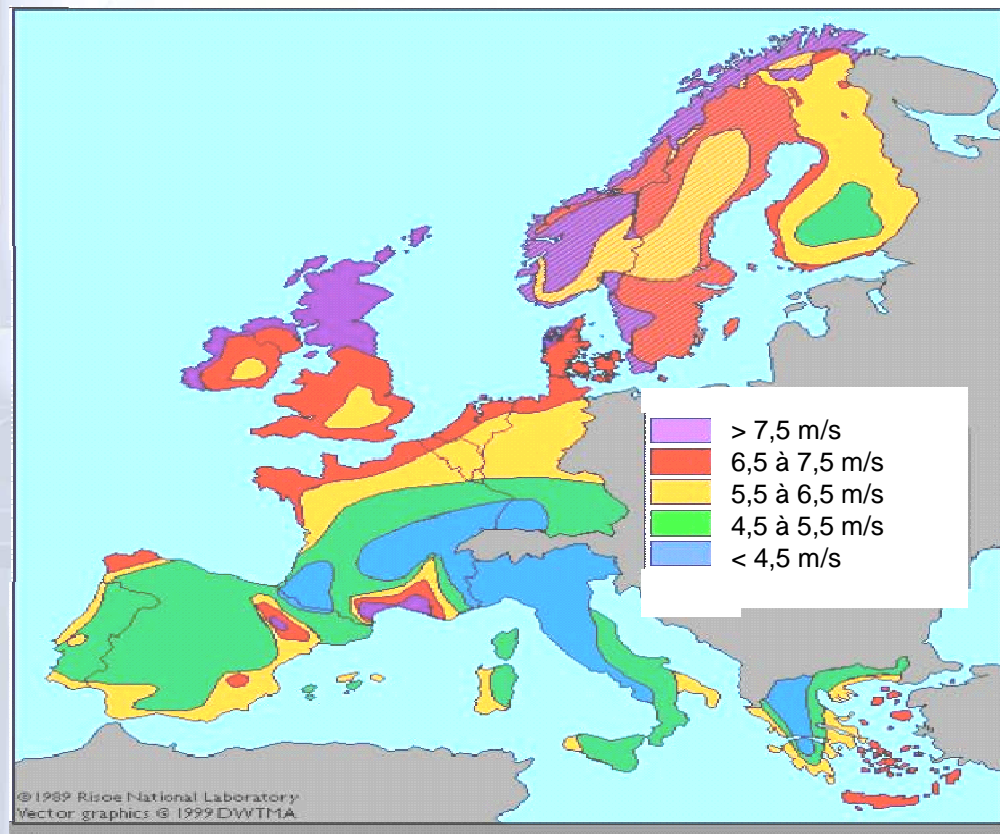 > 7,5 m/s
6,5 à 7,5 m/s
5,5 à 6,5 m/s
4,5 à 5,5 m/s
< 4,5 m/s
©1989 Risoe National Laboratory
Vector graphics © 1999 DWTMA